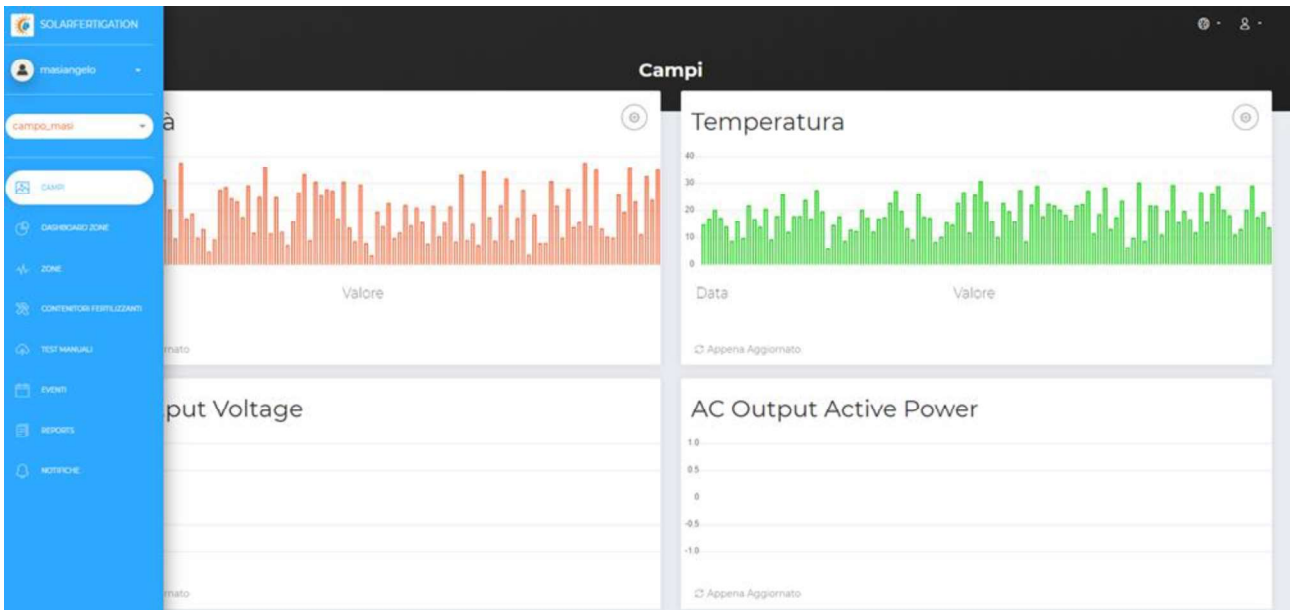 SOLARFERTIGATION
masiangelo
campo_masi
CAMPI
DASHBOARD ZONE
ZONE
CONTENITORI FERTILIZZANTI
TEST MANUALI
EVENTI
REPORTS
NOTIFICHE
Campi
à
Valore
rnato
Temperatura
40
30
20
10
0
Data Valore
Appena Aggiornato
put Voltage
rnato
AC Output Active Power
1.0
0.5
0
-0.5
-1.0
Appena Aggiornato